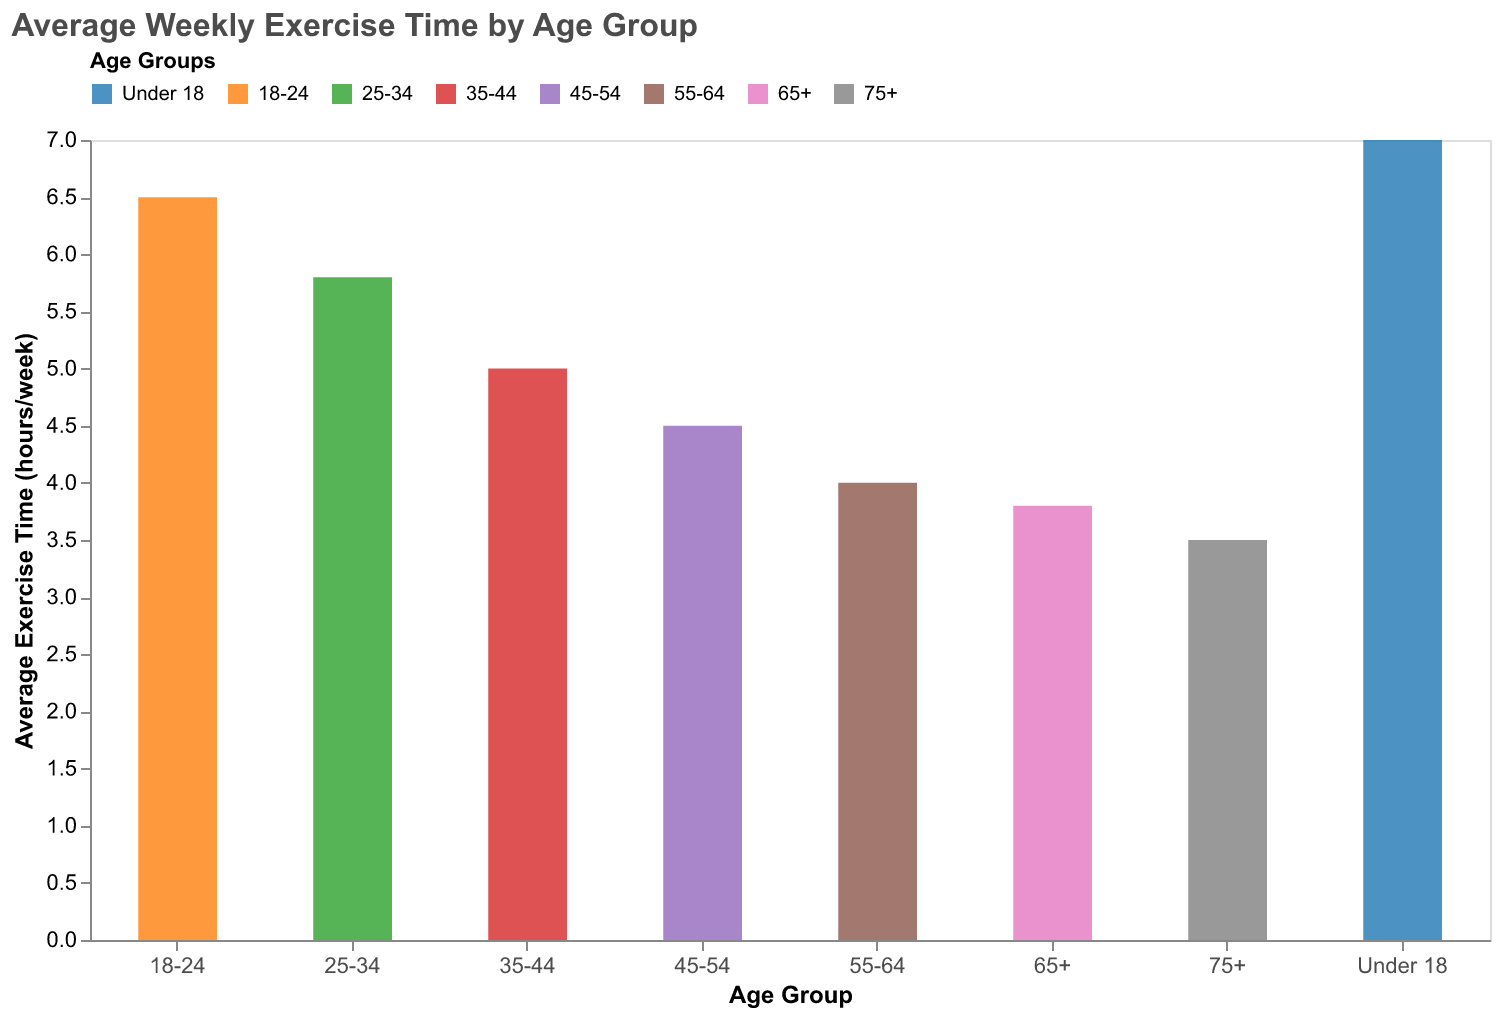 Average Weekly Exercise Time by Age Group
Age Groups
Under 18 18-24 25-34 35-44 45-54 55-64 65+ 75+
Average Exercise Time (hours/week)
7.0
6.5
6.0
5.5
5.0
4.5
4.0
3.5
3.0
2.5
2.0
1.5
1.0
0.5
0.0
18-24 25-34 35-44 45-54 55-64 65+ 75+ Under 18
Age Group